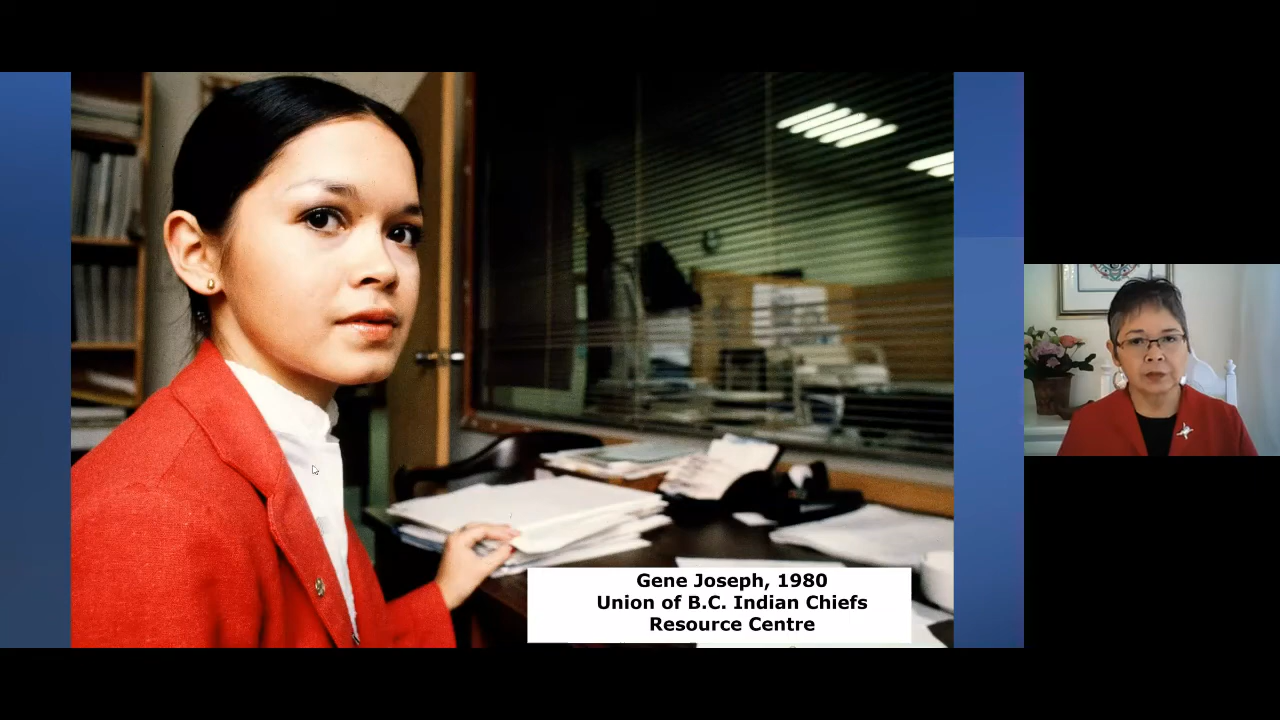 Gene Joseph, 1980
Union of B.C. Indian Chiefs
Resource Centre